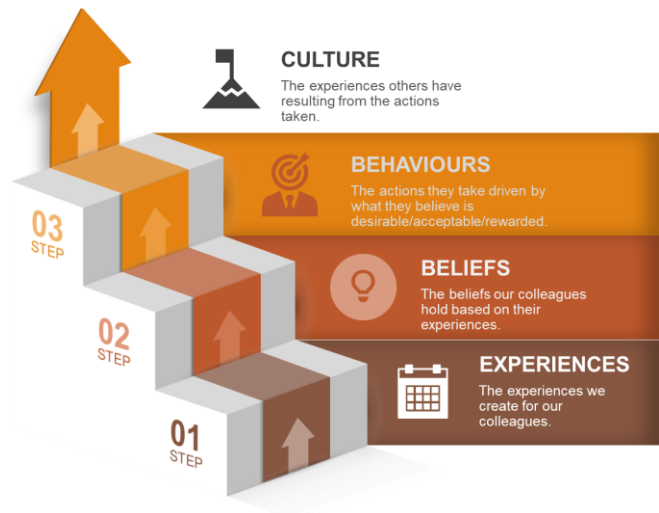 CULTURE
The experiences others have
resulting from the actions
taken.
BEHAVIOURS
The actions they take driven by
what they believe is
desirable/acceptable/rewarded.
03
STEP
BELIEFS
The beliefs our colleagues
hold based on their
experiences.
02
STEP
EXPERIENCES
The experiences we
create for our
colleagues.
01
STEP